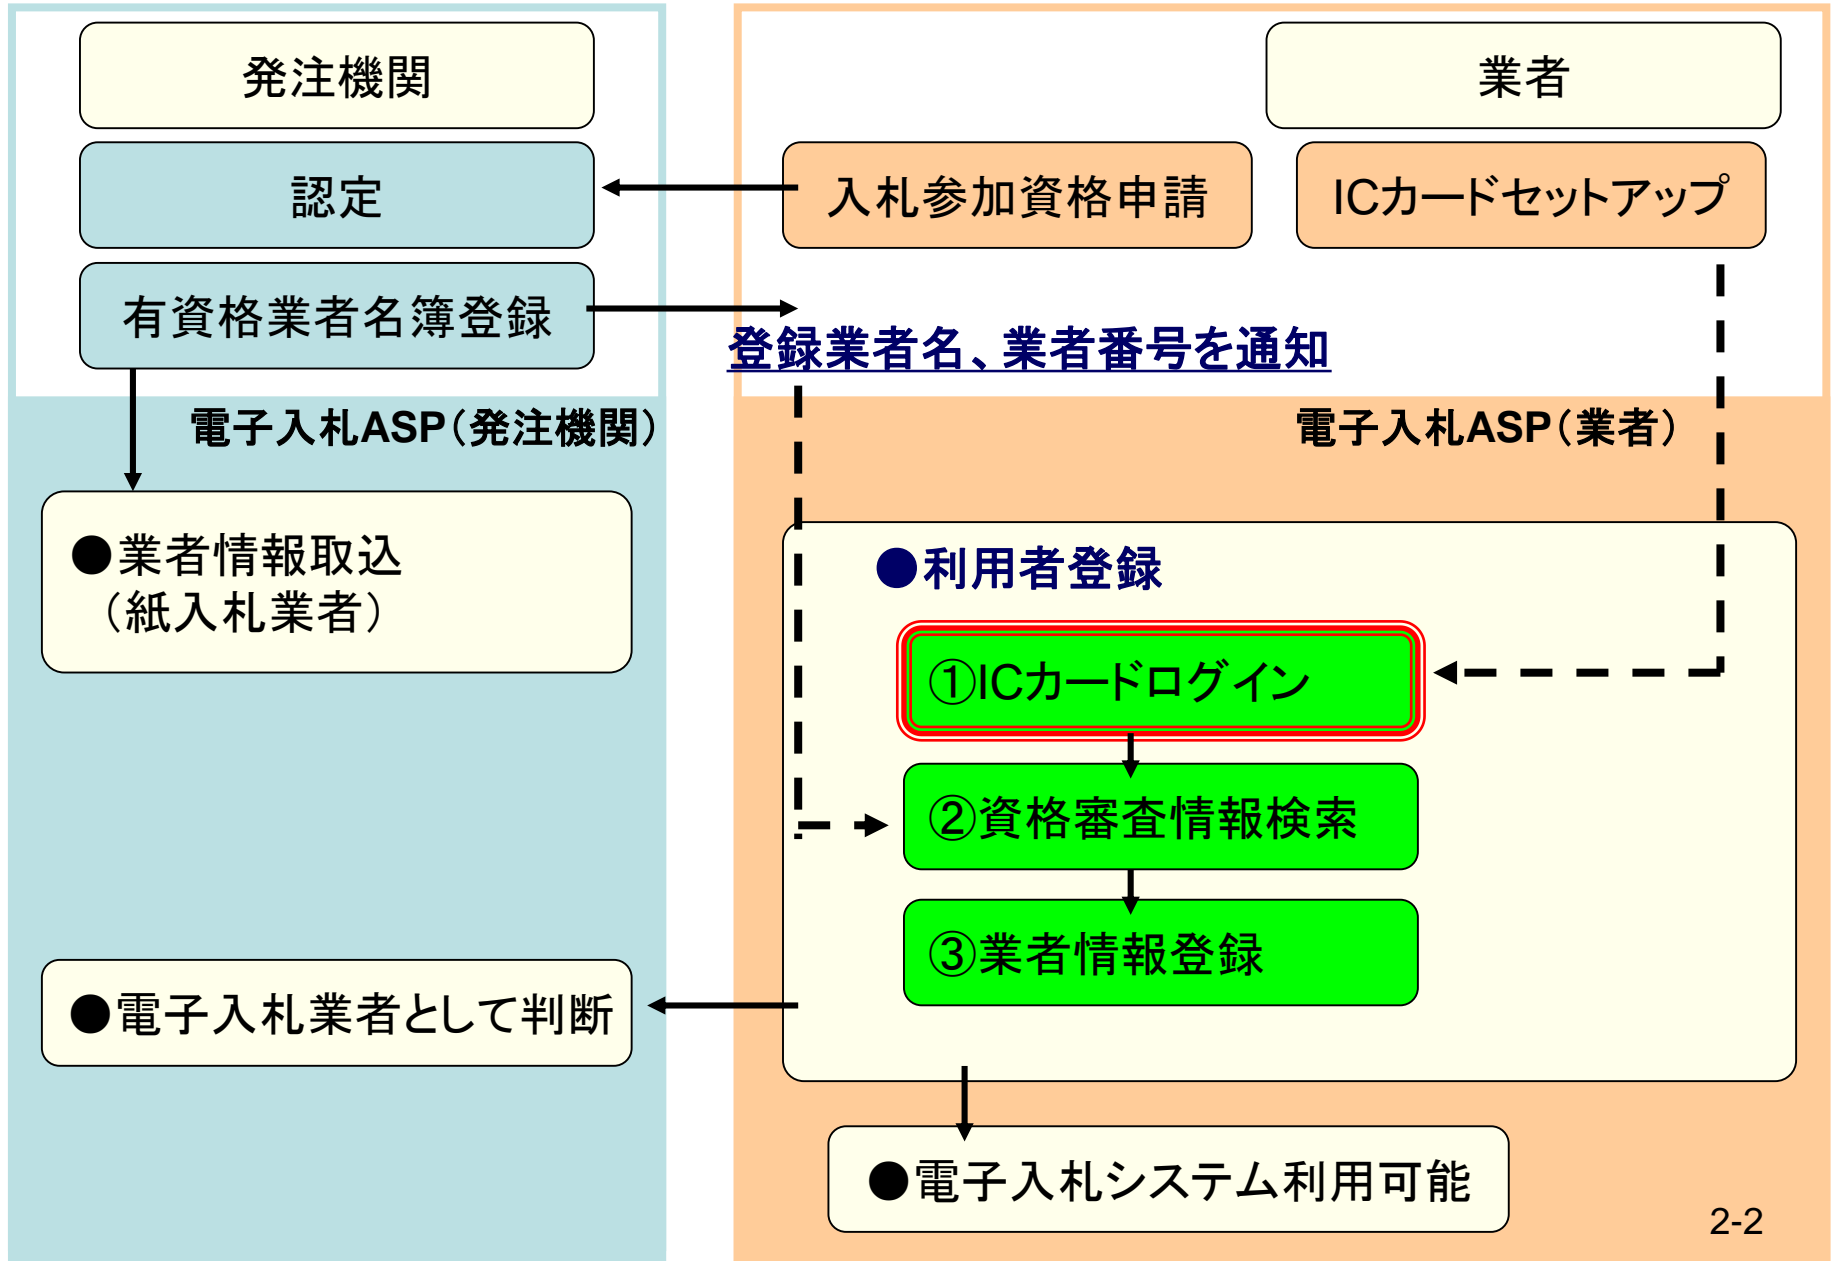 発注機関
業者
認定
入札参加資格申請
ICカードセットアップ
有資格業者名簿登録
登録業者名、業者番号を通知
電子入札ASP（発注機関）
電子入札ASP（業者）
●業者情報取込
（紙入札業者）
●利用者登録
①ICカードログイン
②資格審査情報検索
③業者情報登録
●電子入札業者として判断
●電子入札システム利用可能
2-2